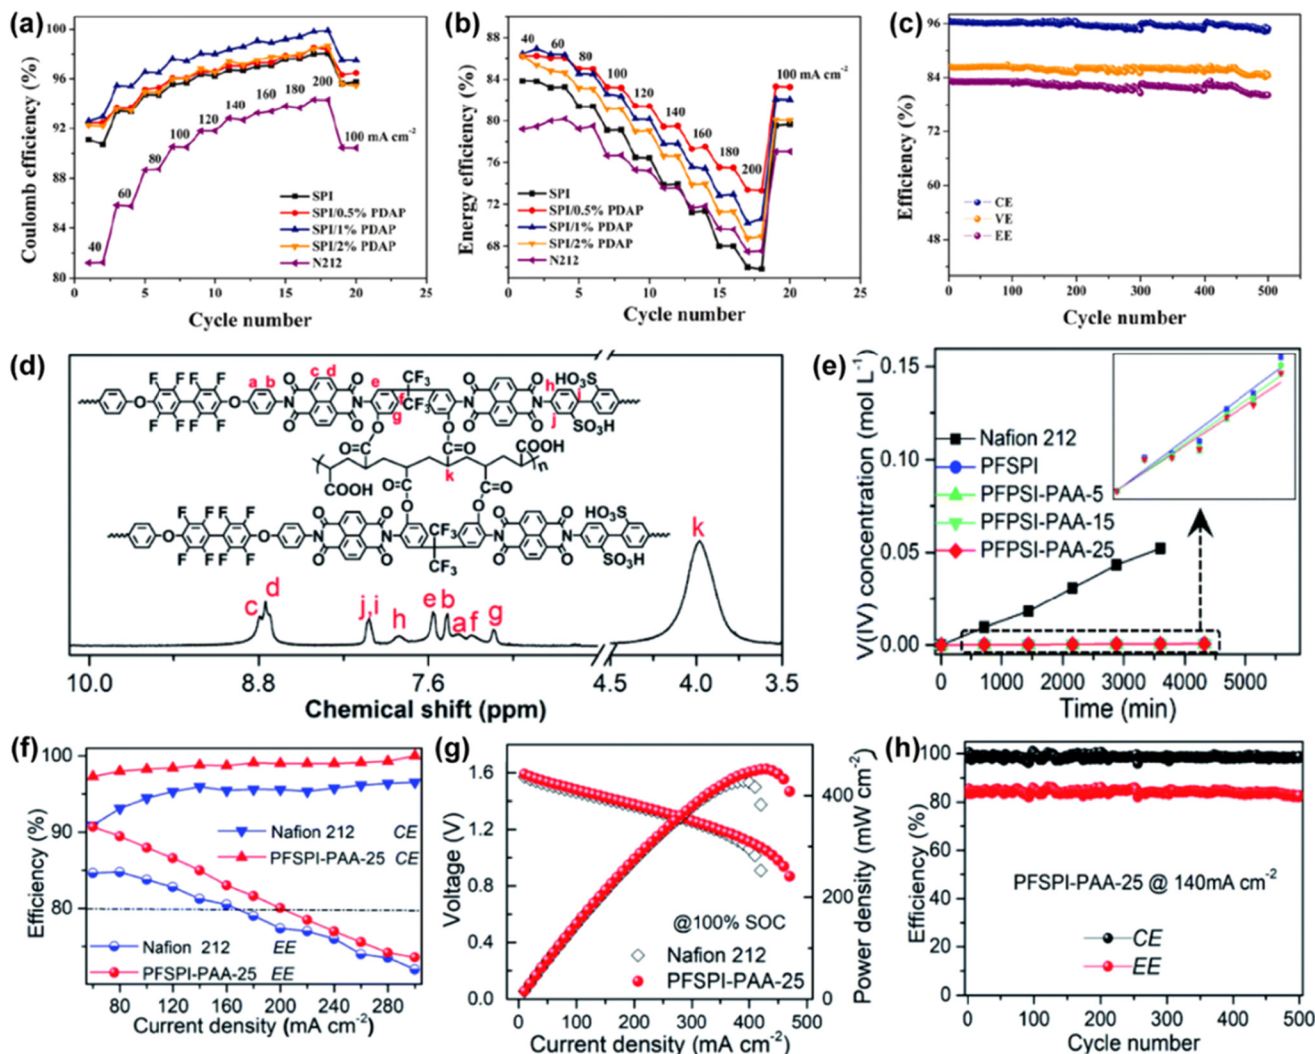 (a)
100
96
92
88
84
80
Coulomb efficiency (%)
40
60
80
100
120
140
160
180
200
100 mA cm⁻²
SPI
SPI/0.5% PDAP
SPI/1% PDAP
SPI/2% PDAP
N212
0 5 10 15 20 25
Cycle number
(b)
88
84
80
76
72
68
Energy efficiency (%)
40
60
80
100
120
140
160
180
200
100 mA cm⁻²
SPI
SPI/0.5% PDAP
SPI/1% PDAP
SPI/2% PDAP
N212
0 5 10 15 20 25
Cycle number
(c)
96
84
72
60
48
Efficiency (%)
CE
VE
EE
0 100 200 300 400 500
Cycle number
(d)
F F F F
O O
F F F F
a b
O O
N N
O O
c d
e
CF₃
f
CF₃
g
O O
N N
O O
h HO₃S
i
j
SO₃H
O O
O O
COOH
n
COOH
k
O O
O O
F F F F
O O
F F F F
O O
N N
O O
CF₃
CF₃
O O
N N
O O
HO₃S
SO₃H
c d
j,i
h
e b
a f
g
k
10.0 8.8 7.6 4.5 4.0 3.5
Chemical shift (ppm)
(e)
0.15
0.10
0.05
0.00
V(IV) concentration (mol L⁻¹)
Nafion 212
PFSPI
PFPSI-PAA-5
PFPSI-PAA-15
PFPSI-PAA-25
0 1000 2000 3000 4000 5000
Time (min)
(f)
100
90
80
Efficiency (%)
Nafion 212 CE
PFSPI-PAA-25 CE
Nafion 212 EE
PFSPI-PAA-25 EE
80 120 160 200 240 280
Current density (mA cm⁻²)
(g)
1.6
1.2
0.8
0.4
0.0
Voltage (V)
@100% SOC
Nafion 212
PFSPI-PAA-25
400
200
0
Power density (mW cm⁻²)
0 100 200 300 400 500
Current density (mA cm⁻²)
(h)
100
80
60
40
20
0
Efficiency (%)
PFSPI-PAA-25 @ 140mA cm⁻²
CE
EE
0 100 200 300 400 500
Cycle number